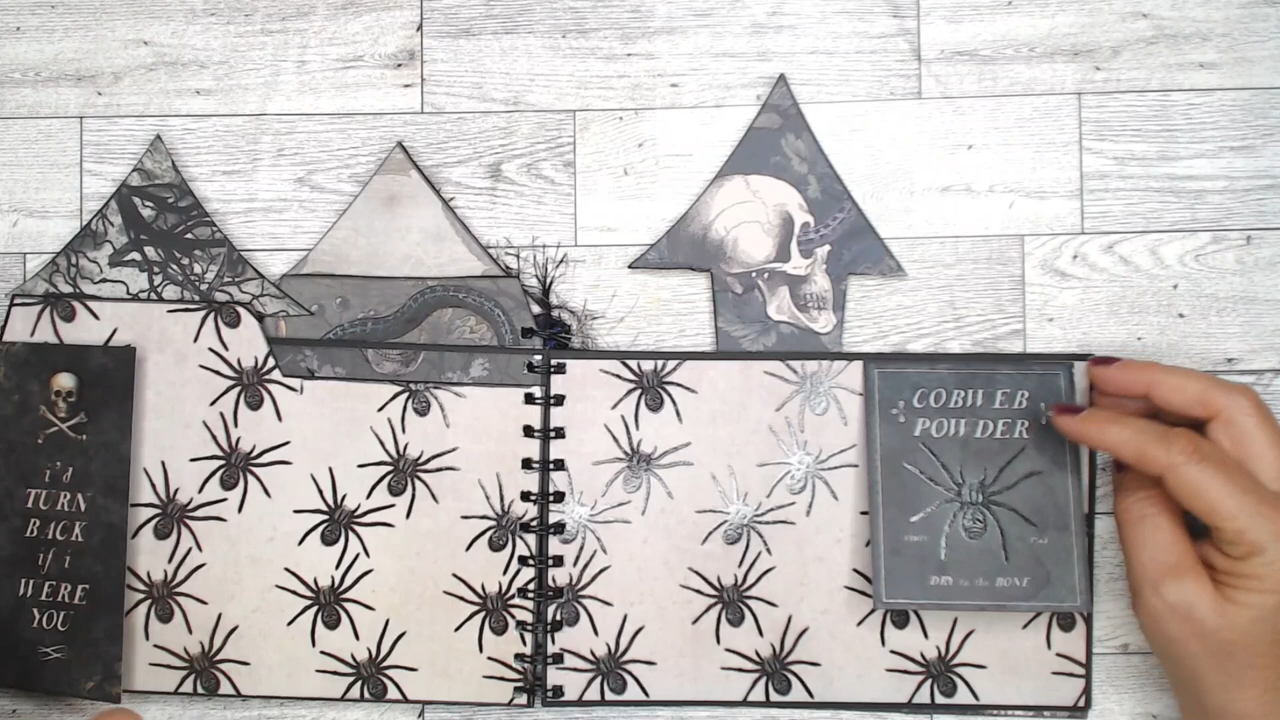 i'd
TURN
BACK
if i
WERE
YOU
COBWEB
POWDER
DRY to the BONE